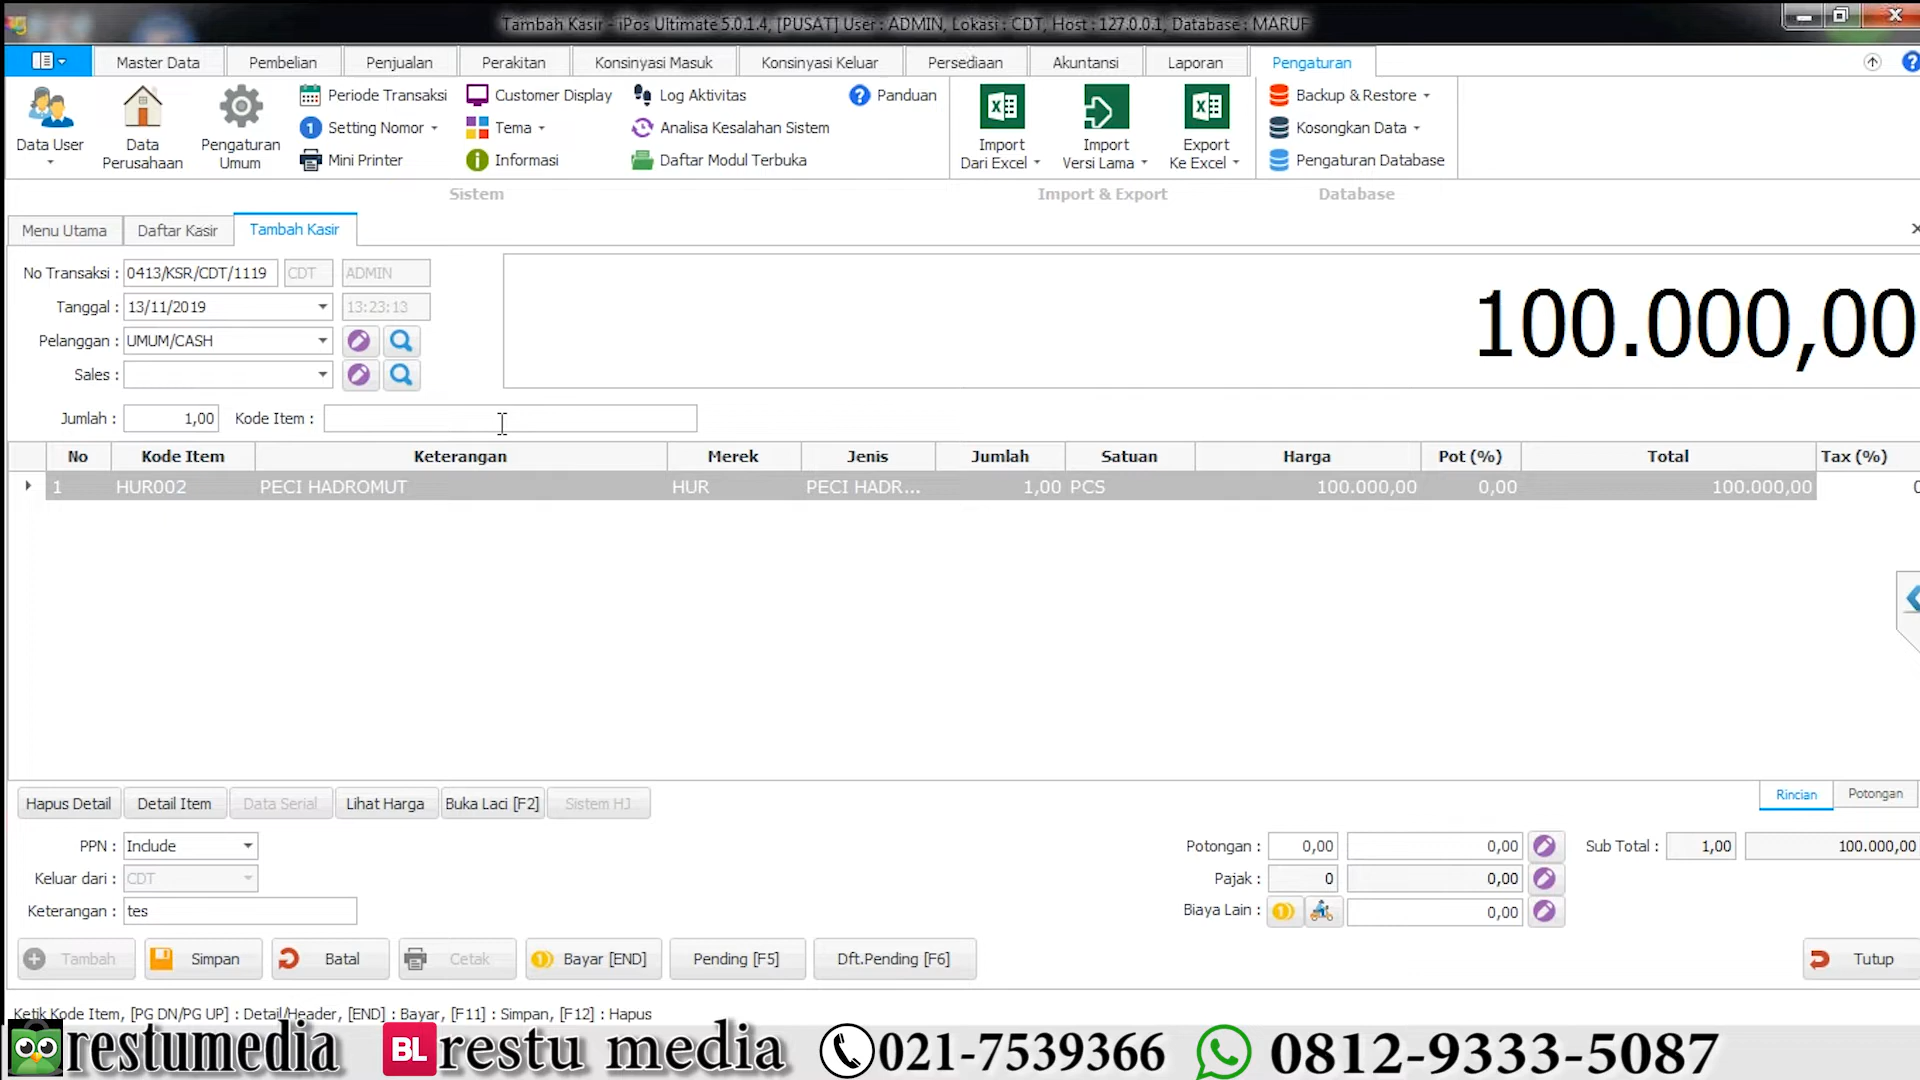 Tambah Kasir - iPos Ultimate 5.0.1.4, [PUSAT] User : ADMIN, Lokasi : CDT, Host : 127.0.0.1, Database : MARUF
Master Data Pembelian Penjualan Perakitan Konsinyasi Masuk Konsinyasi Keluar Persediaan Akuntansi Laporan Pengaturan
Data User
Data Perusahaan
Pengaturan Umum
Periode Transaksi
Setting Nomor
Mini Printer
Customer Display
Tema
Informasi
Log Aktivitas
Analisa Kesalahan Sistem
Daftar Modul Terbuka
Panduan
Import Dari Excel
Import Versi Lama
Export Ke Excel
Backup & Restore
Kosongkan Data
Pengaturan Database
Sistem Import & Export Database
Menu Utama Daftar Kasir Tambah Kasir
No Transaksi : 0413/KSR/CDT/1119 CDT ADMIN
Tanggal : 13/11/2019 13:23:13
Pelanggan : UMUM/CASH
Sales :
100.000,00
Jumlah : 1,00 Kode Item :
No Kode Item Keterangan Merek Jenis Jumlah Satuan Harga Pot (%) Total Tax (%)
1 HUR002 PECI HADROMUT HUR PECI HADR... 1,00 PCS 100.000,00 0,00 100.000,00 0
Hapus Detail Detail Item Data Serial Lihat Harga Buka Laci [F2] Sistem HJ
Rincian Potongan
PPN : Include
Keluar dari : CDT
Keterangan : tes
Potongan : 0,00 0,00
Pajak : 0 0,00
Biaya Lain : 0,00
Sub Total : 1,00 100.000,00
Tambah Simpan Batal Cetak Bayar [END] Pending [F5] Dft.Pending [F6] Tutup
Ketik Kode Item, [PG DN/PG UP] : Detail/Header, [END] : Bayar, [F11] : Simpan, [F12] : Hapus
restumedia BL restu media 021-7539366 0812-9333-5087